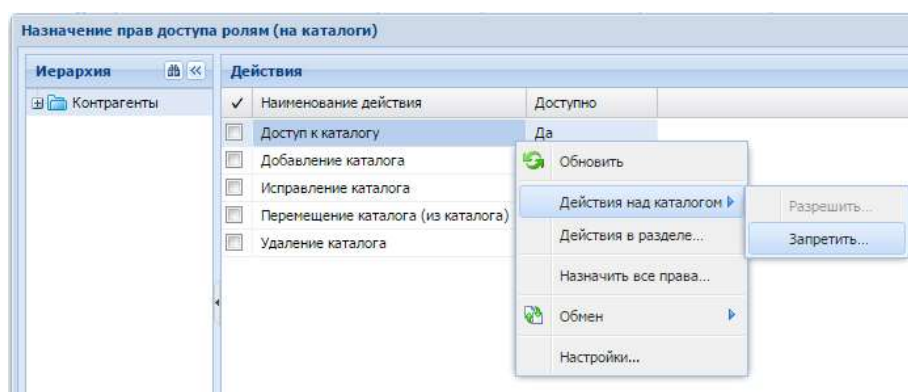 Назначение прав доступа ролям (на каталоги)
Иерархия
Действия
Контрагенты
Наименование действия Доступно
Доступ к каталогу Да
Добавление каталога
Исправление каталога
Перемещение каталога (из каталога)
Удаление каталога
Обновить
Действия над каталогом
Действия в разделе...
Назначить все права...
Обмен
Настройки...
Разрешить...
Запретить...